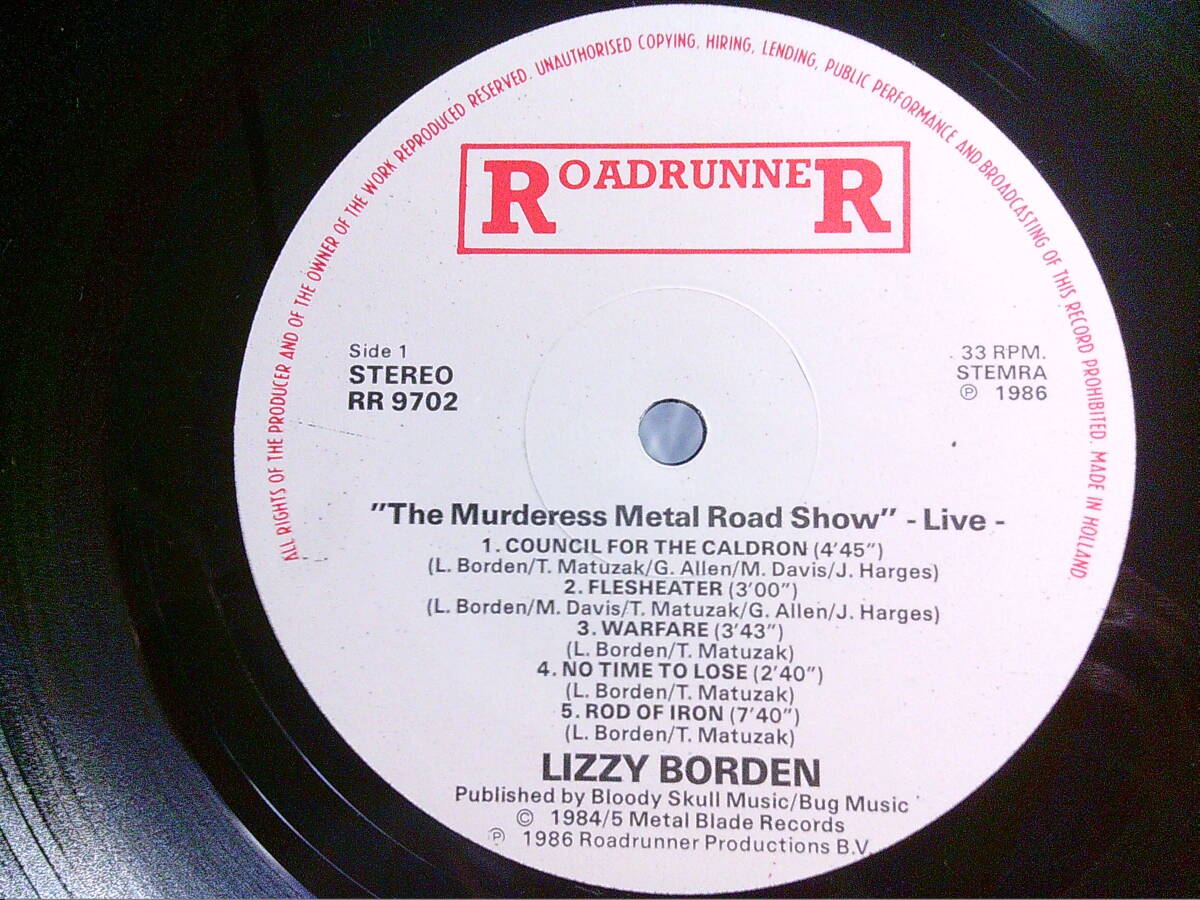 ALL RIGHTS OF THE PRODUCER AND OF THE OWNER OF THE WORK REPRODUCED RESERVED. UNAUTHORISED COPYING, HIRING, LENDING, PUBLIC PERFORMANCE AND BROADCASTING OF THIS RECORD PROHIBITED. MADE IN HOLLAND.
ROADRUNNER
Side 1
STEREO
RR 9702
33 RPM.
STEMRA
℗ 1986
"The Murderess Metal Road Show" - Live -
1. COUNCIL FOR THE CALDRON (4'45")
(L. Borden/T. Matuzak/G. Allen/M. Davis/J. Harges)
2. FLESHEATER (3'00")
(L. Borden/M. Davis/T. Matuzak/G. Allen/J. Harges)
3. WARFARE (3'43")
(L. Borden/T. Matuzak)
4. NO TIME TO LOSE (2'40")
(L. Borden/T. Matuzak)
5. ROD OF IRON (7'40")
(L. Borden/T. Matuzak)
LIZZY BORDEN
Published by Bloody Skull Music/Bug Music
© 1984/5 Metal Blade Records
℗ 1986 Roadrunner Productions B.V.